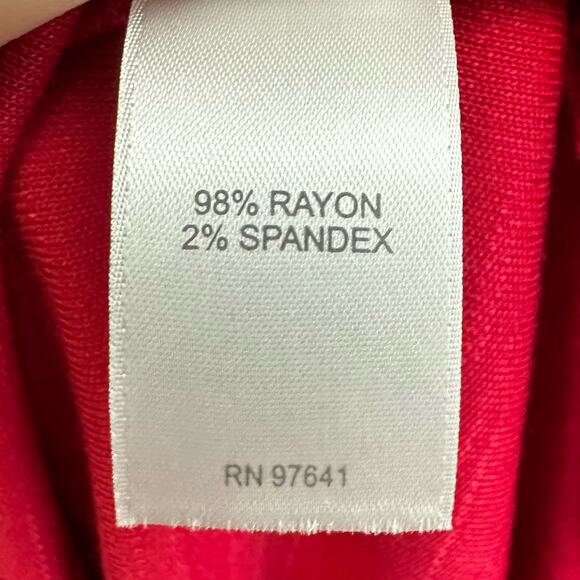 98% RAYON
2% SPANDEX
RN 97641